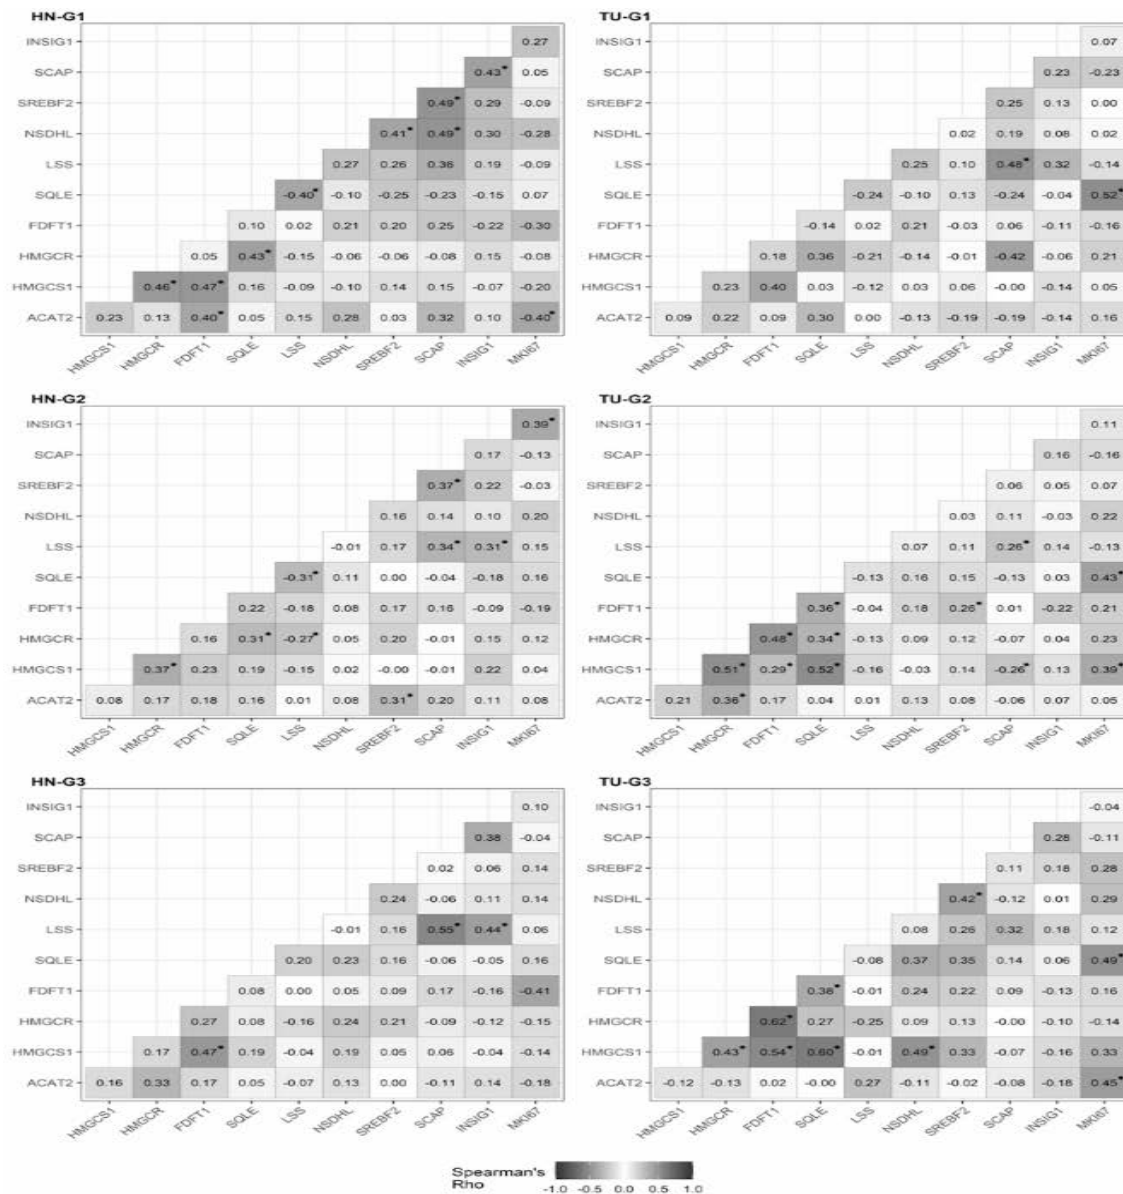 HN-G1
INSIG1 0.27
SCAP 0.43* 0.05
SREBF2 0.49* 0.29 -0.09
NSDHL 0.41* 0.49* 0.30 -0.28
LSS 0.27 0.26 0.36 0.19 -0.09
SQLE -0.40* -0.10 -0.25 -0.23 -0.15 0.07
FDFT1 0.10 0.02 0.21 0.20 0.25 -0.22 -0.30
HMGCR 0.05 0.43* -0.15 -0.06 -0.06 -0.08 0.15 -0.08
HMGCS1 0.46* 0.47* 0.16 -0.09 -0.10 0.14 0.15 -0.07 -0.20
ACAT2 0.23 0.13 0.40* 0.05 0.15 0.28 0.03 0.32 0.10 -0.40*
HMGCS1 HMGCR FDFT1 SQLE LSS NSDHL SREBF2 SCAP INSIG1 MKI67
TU-G1
INSIG1 0.07
SCAP 0.23 -0.23
SREBF2 0.25 0.13 0.00
NSDHL 0.02 0.19 0.08 0.02
LSS 0.25 0.10 0.48* 0.32 -0.14
SQLE -0.24 -0.10 0.13 -0.24 -0.04 0.52*
FDFT1 -0.14 0.02 0.21 -0.03 0.06 -0.11 -0.16
HMGCR 0.18 0.36 -0.21 -0.14 -0.01 -0.42 -0.06 0.21
HMGCS1 0.23 0.40 0.03 -0.12 0.03 0.06 -0.00 -0.14 0.05
ACAT2 0.09 0.22 0.09 0.30 0.00 -0.13 -0.19 -0.19 -0.14 0.16
HMGCS1 HMGCR FDFT1 SQLE LSS NSDHL SREBF2 SCAP INSIG1 MKI67
HN-G2
INSIG1 0.39*
SCAP 0.17 -0.13
SREBF2 0.37* 0.22 -0.03
NSDHL 0.16 0.14 0.10 0.20
LSS -0.01 0.17 0.34* 0.31* 0.15
SQLE -0.31* 0.11 0.00 -0.04 -0.18 0.16
FDFT1 0.22 -0.18 0.08 0.17 0.16 -0.09 -0.19
HMGCR 0.16 0.31* -0.27* 0.05 0.20 -0.01 0.15 0.12
HMGCS1 0.37* 0.23 0.19 -0.15 0.02 -0.00 -0.01 0.22 0.04
ACAT2 0.08 0.17 0.18 0.16 0.01 0.08 0.31* 0.20 0.11 0.08
HMGCS1 HMGCR FDFT1 SQLE LSS NSDHL SREBF2 SCAP INSIG1 MKI67
TU-G2
INSIG1 0.11
SCAP 0.16 -0.16
SREBF2 0.06 0.05 0.07
NSDHL 0.03 0.11 -0.03 0.22
LSS 0.07 0.11 0.26* 0.14 -0.13
SQLE -0.13 0.16 0.15 -0.13 0.03 0.43*
FDFT1 0.36* -0.04 0.18 0.26* 0.01 -0.22 0.21
HMGCR 0.48* 0.34* -0.13 0.09 0.12 -0.07 0.04 0.23
HMGCS1 0.51* 0.29* 0.52* -0.16 -0.03 0.14 -0.26* 0.13 0.39*
ACAT2 0.21 0.36* 0.17 0.04 0.01 0.13 0.08 -0.06 0.07 0.05
HMGCS1 HMGCR FDFT1 SQLE LSS NSDHL SREBF2 SCAP INSIG1 MKI67
HN-G3
INSIG1 0.10
SCAP 0.38 -0.04
SREBF2 0.02 0.06 0.14
NSDHL 0.24 -0.06 0.11 0.14
LSS -0.01 0.16 0.55* 0.44* 0.06
SQLE 0.20 0.23 0.16 -0.06 -0.05 0.16
FDFT1 0.08 0.00 0.05 0.09 0.17 -0.16 -0.41
HMGCR 0.27 0.08 -0.16 0.24 0.21 -0.09 -0.12 -0.15
HMGCS1 0.17 0.47* 0.19 -0.04 0.19 0.05 0.06 -0.04 -0.14
ACAT2 0.16 0.33 0.17 0.05 -0.07 0.13 0.00 -0.11 0.14 -0.18
HMGCS1 HMGCR FDFT1 SQLE LSS NSDHL SREBF2 SCAP INSIG1 MKI67
TU-G3
INSIG1 -0.04
SCAP 0.28 -0.11
SREBF2 0.11 0.18 0.28
NSDHL 0.42* -0.12 0.01 0.29
LSS 0.08 0.26 0.32 0.18 0.12
SQLE -0.08 0.37 0.35 0.14 0.06 0.49*
FDFT1 0.38* -0.01 0.24 0.22 0.09 -0.13 0.16
HMGCR 0.62* 0.27 -0.25 0.09 0.13 -0.00 -0.10 -0.14
HMGCS1 0.43* 0.54* 0.60* -0.01 0.49* 0.33 -0.07 -0.16 0.33
ACAT2 -0.12 -0.13 0.02 -0.00 0.27 -0.11 -0.02 -0.08 -0.18 0.45*
HMGCS1 HMGCR FDFT1 SQLE LSS NSDHL SREBF2 SCAP INSIG1 MKI67
Spearman's
Rho
-1.0 -0.5 0.0 0.5 1.0